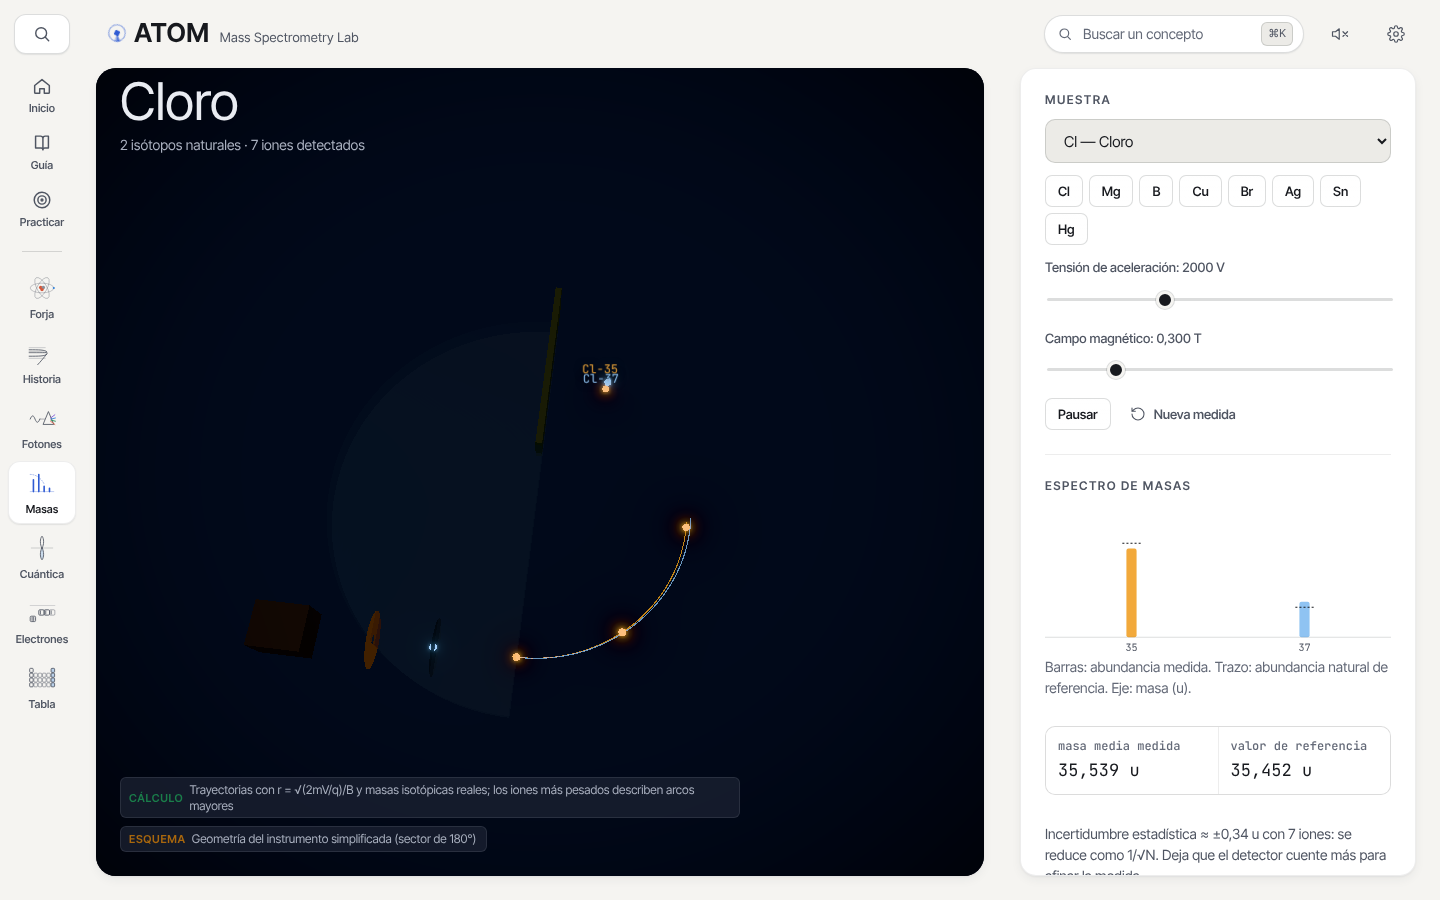 ATOM
Mass Spectrometry Lab
Buscar un concepto
⌘K
Inicio
Guía
Practicar
Forja
Historia
Fotones
Masas
Cuántica
Electrones
Tabla
Cloro
2 isótopos naturales · 7 iones detectados
Cl-35
Cl-37
CÁLCULO Trayectorias con r = √(2mV/q)/B y masas isotópicas reales; los iones más pesados describen arcos
mayores
ESQUEMA Geometría del instrumento simplificada (sector de 180°)
MUESTRA
Cl — Cloro
Cl Mg B Cu Br Ag Sn
Hg
Tensión de aceleración: 2000 V
Campo magnético: 0,300 T
Pausar Nueva medida
ESPECTRO DE MASAS
35 37
Barras: abundancia medida. Trazo: abundancia natural de
referencia. Eje: masa (u).
masa media medida
35,539 u
valor de referencia
35,452 u
Incertidumbre estadística ≈ ±0,34 u con 7 iones: se
reduce como 1/√N. Deja que el detector cuente más para
afinar la medida.